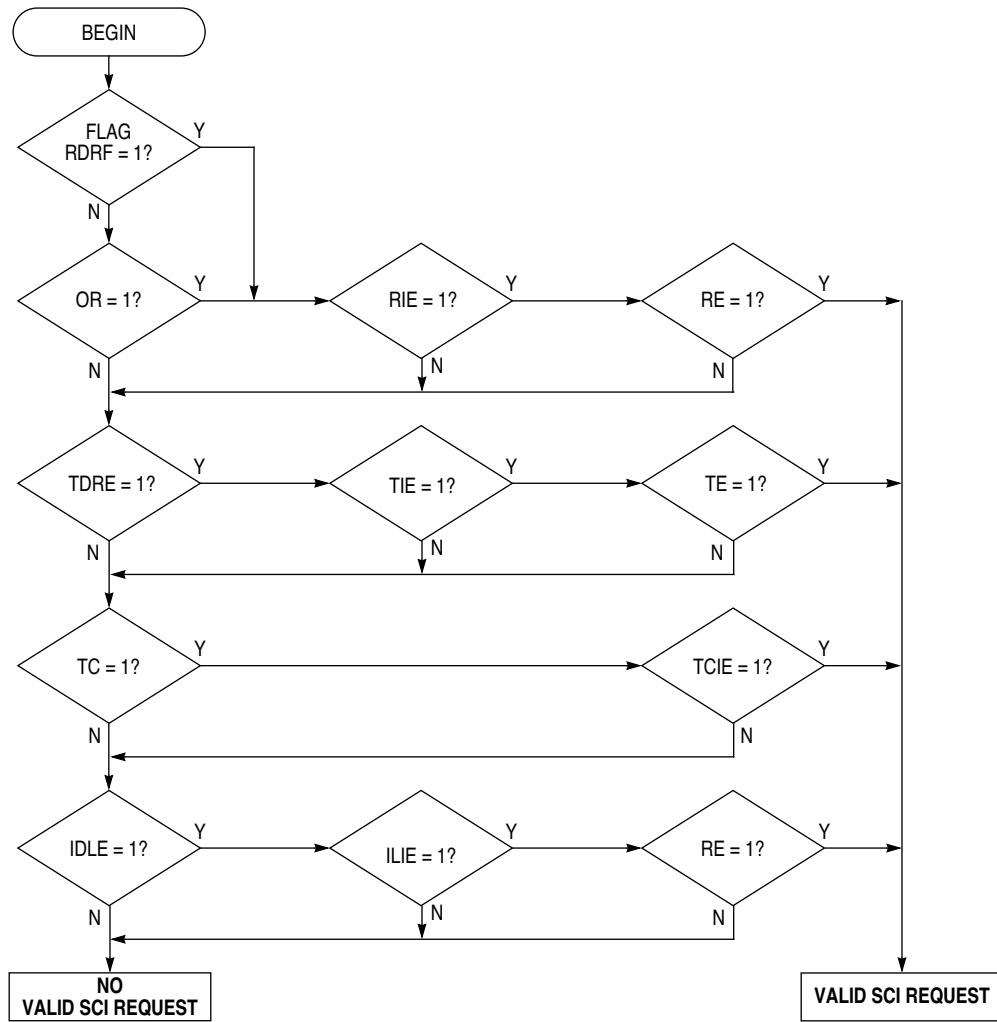 BEGIN
FLAG
RDRF = 1?
Y
N
OR = 1?
Y
RIE = 1?
Y
RE = 1?
Y
N
N
N
TDRE = 1?
Y
TIE = 1?
Y
TE = 1?
Y
N
N
N
TC = 1?
Y
TCIE = 1?
Y
N
N
IDLE = 1?
Y
ILIE = 1?
Y
RE = 1?
Y
N
N
N
NO
VALID SCI REQUEST
VALID SCI REQUEST